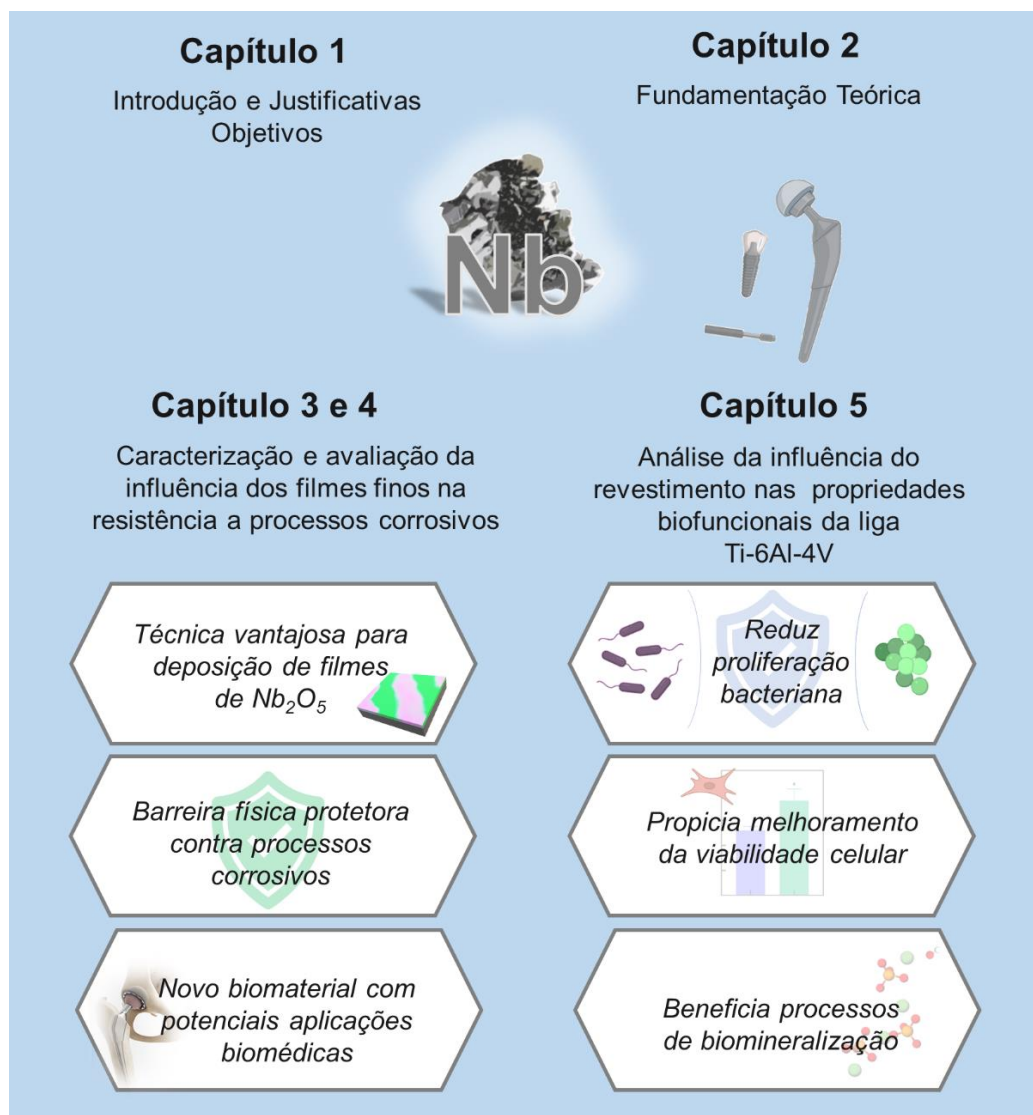 Capítulo 1
Introdução e Justificativas
Objetivos
Capítulo 2
Fundamentação Teórica
Nb
Capítulo 3 e 4
Caracterização e avaliação da
influência dos filmes finos na
resistência a processos corrosivos
Técnica vantajosa para
deposição de filmes
de Nb₂O₅
Barreira física protetora
contra processos
corrosivos
Novo biomaterial com
potenciais aplicações
biomédicas
Capítulo 5
Análise da influência do
revestimento nas propriedades
biofuncionais da liga
Ti-6Al-4V
Reduz
proliferação
bacteriana
Propicia melhoramento
da viabilidade celular
Beneficia processos
de biomineralização